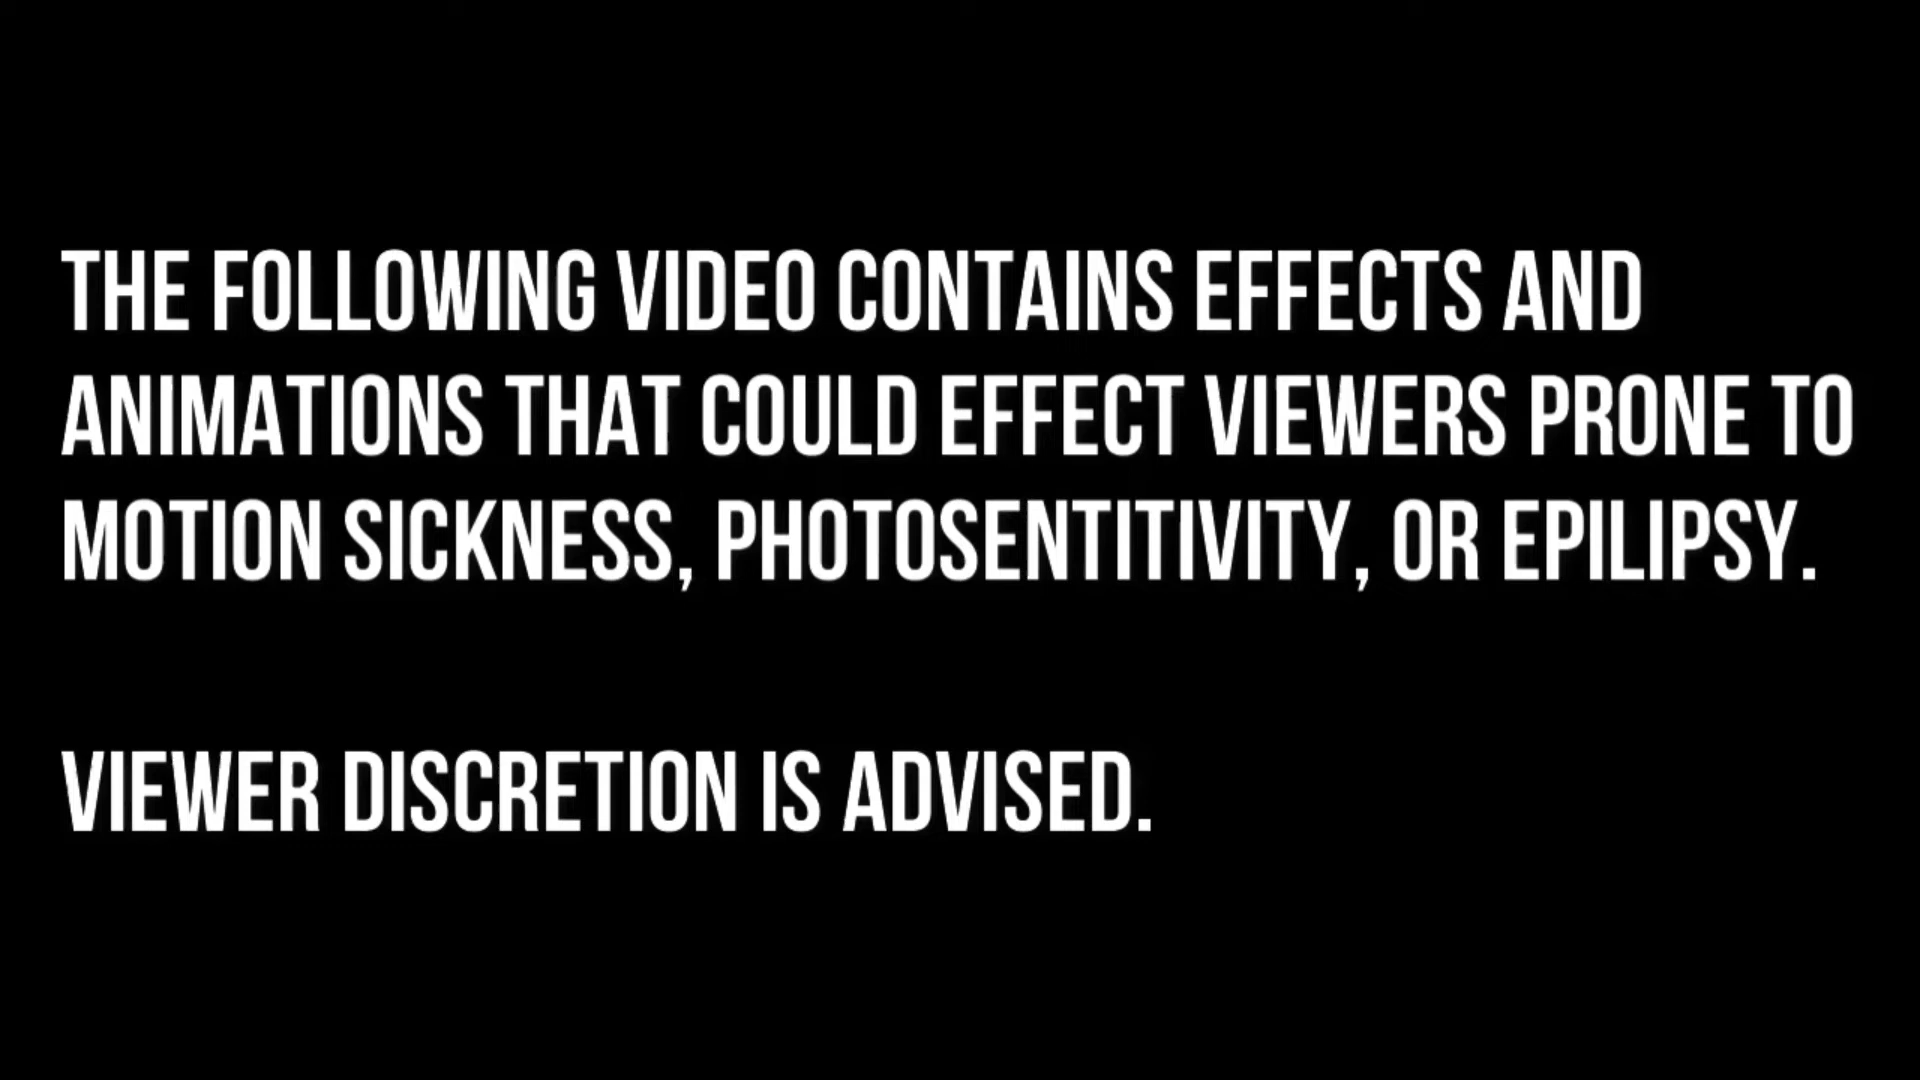 THE FOLLOWING VIDEO CONTAINS EFFECTS AND
ANIMATIONS THAT COULD EFFECT VIEWERS PRONE TO
MOTION SICKNESS, PHOTOSENTITIVITY, OR EPILIPSY.
VIEWER DISCRETION IS ADVISED.